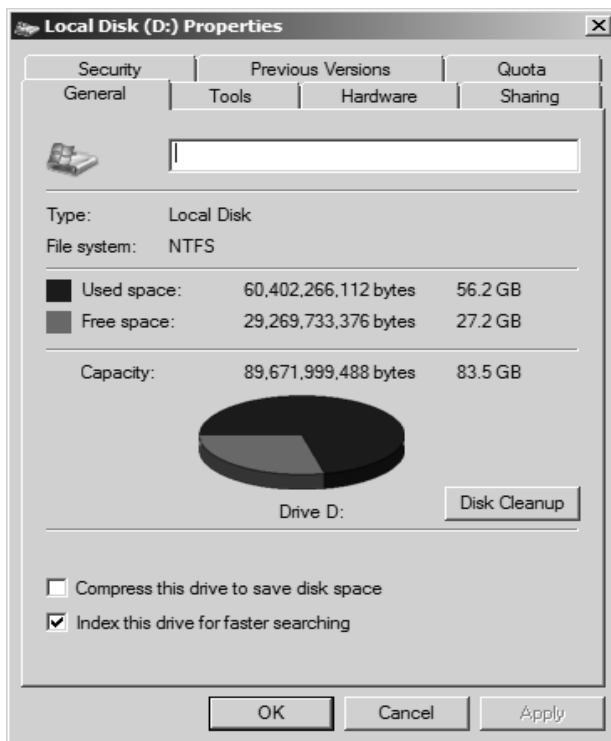 Local Disk (D:) Properties
Security Previous Versions Quota
General Tools Hardware Sharing
Type: Local Disk
File system: NTFS
Used space: 60,402,266,112 bytes 56.2 GB
Free space: 29,269,733,376 bytes 27.2 GB
Capacity: 89,671,999,488 bytes 83.5 GB
Drive D:
Disk Cleanup
Compress this drive to save disk space
Index this drive for faster searching
OK Cancel Apply